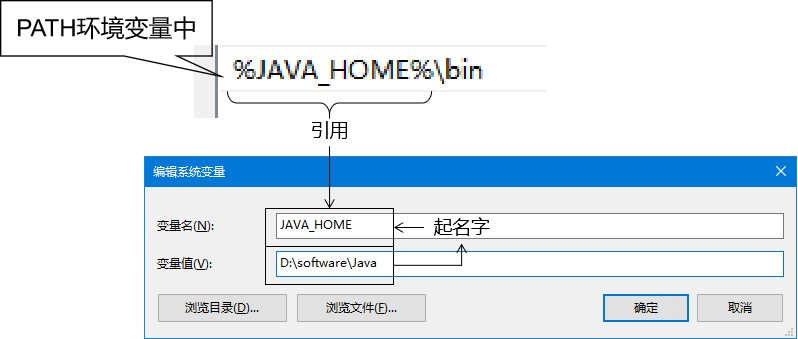 PATH环境变量中
%JAVA_HOME%\bin
引用
编辑系统变量
变量名(N):
JAVA_HOME
起名字
变量值(V):
D:\software\Java
浏览目录(D)...
浏览文件(F)...
确定
取消